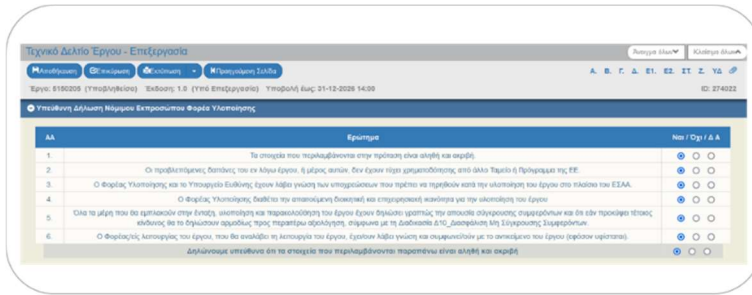 Τεχνικό Δελτίο Έργου - Επεξεργασία
Άνοιγμα όλων Κλείσιμο όλων
Αποθήκευση Επικύρωση Εκτύπωση Προηγούμενη Σελίδα
Α. Β. Γ. Δ. Ε1. Ε2. ΣΤ. Ζ. ΥΔ
Έργο: 5150205 (Υποβληθείσα) Έκδοση: 1.0 (Υπό Επεξεργασία) Υποβολή έως: 31-12-2026 14:00 ID: 274022
Υπεύθυνη Δήλωση Νόμιμου Εκπροσώπου Φορέα Υλοποίησης
ΑΑ Ερώτημα Ναι / Όχι / Δ Α
1. Τα στοιχεία που περιλαμβάνονται στην πρόταση είναι αληθή και ακριβή.
2. Οι προβλεπόμενες δαπάνες του εν λόγω έργου, ή μέρος αυτών, δεν έχουν τύχει χρηματοδότησης από άλλο Ταμείο ή Πρόγραμμα της ΕΕ.
3. Ο Φορέας Υλοποίησης και το Υπουργείο Ευθύνης έχουν λάβει γνώση των υποχρεώσεων που πρέπει να τηρηθούν κατά την υλοποίηση του έργου στο πλαίσιο του ΕΣΑΑ.
4. Ο Φορέας Υλοποίησης διαθέτει την απαιτούμενη διοικητική και επιχειρησιακή ικανότητα για την υλοποίηση του έργου
5. Όλα τα μέρη που θα εμπλακούν στην ένταξη, υλοποίηση και παρακολούθηση του έργου έχουν δηλώσει γραπτώς την απουσία σύγκρουσης συμφερόντων και ότι εάν προκύψει τέτοιος
κίνδυνος θα το δηλώσουν αρμοδίως προς περαιτέρω αξιολόγηση, σύμφωνα με τη Διαδικασία Δ10_Διασφάλιση Μη Σύγκρουσης Συμφερόντων.
6. Ο Φορέας/είς λειτουργίας του έργου, που θα αναλάβει τη λειτουργία του έργου, έχει/ουν λάβει γνώση και συμφωνεί/ούν με το αντικείμενο του έργου (εφόσον υφίσταται).
Δηλώνουμε υπεύθυνα ότι τα στοιχεία που περιλαμβάνονται παραπάνω είναι αληθή και ακριβή